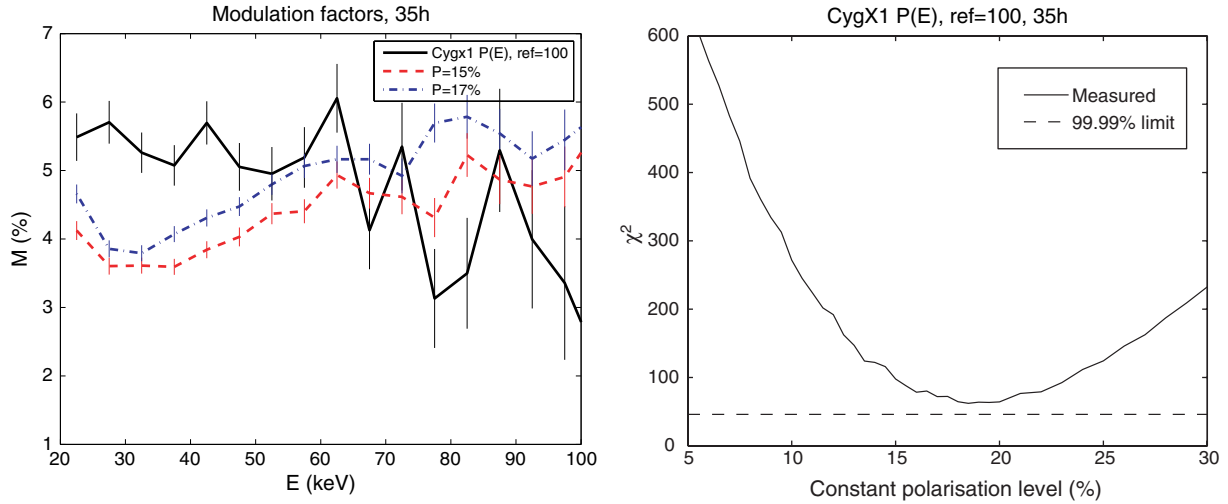 Modulation factors, 35h
Cygx1 P(E), ref=100
P=15%
P=17%
M (%)
7
6
5
4
3
2
1
20 30 40 50 60 70 80 90 100
E (keV)
CygX1 P(E), ref=100, 35h
Measured
99.99% limit
χ²
600
500
400
300
200
100
0
5 10 15 20 25 30
Constant polarisation level (%)